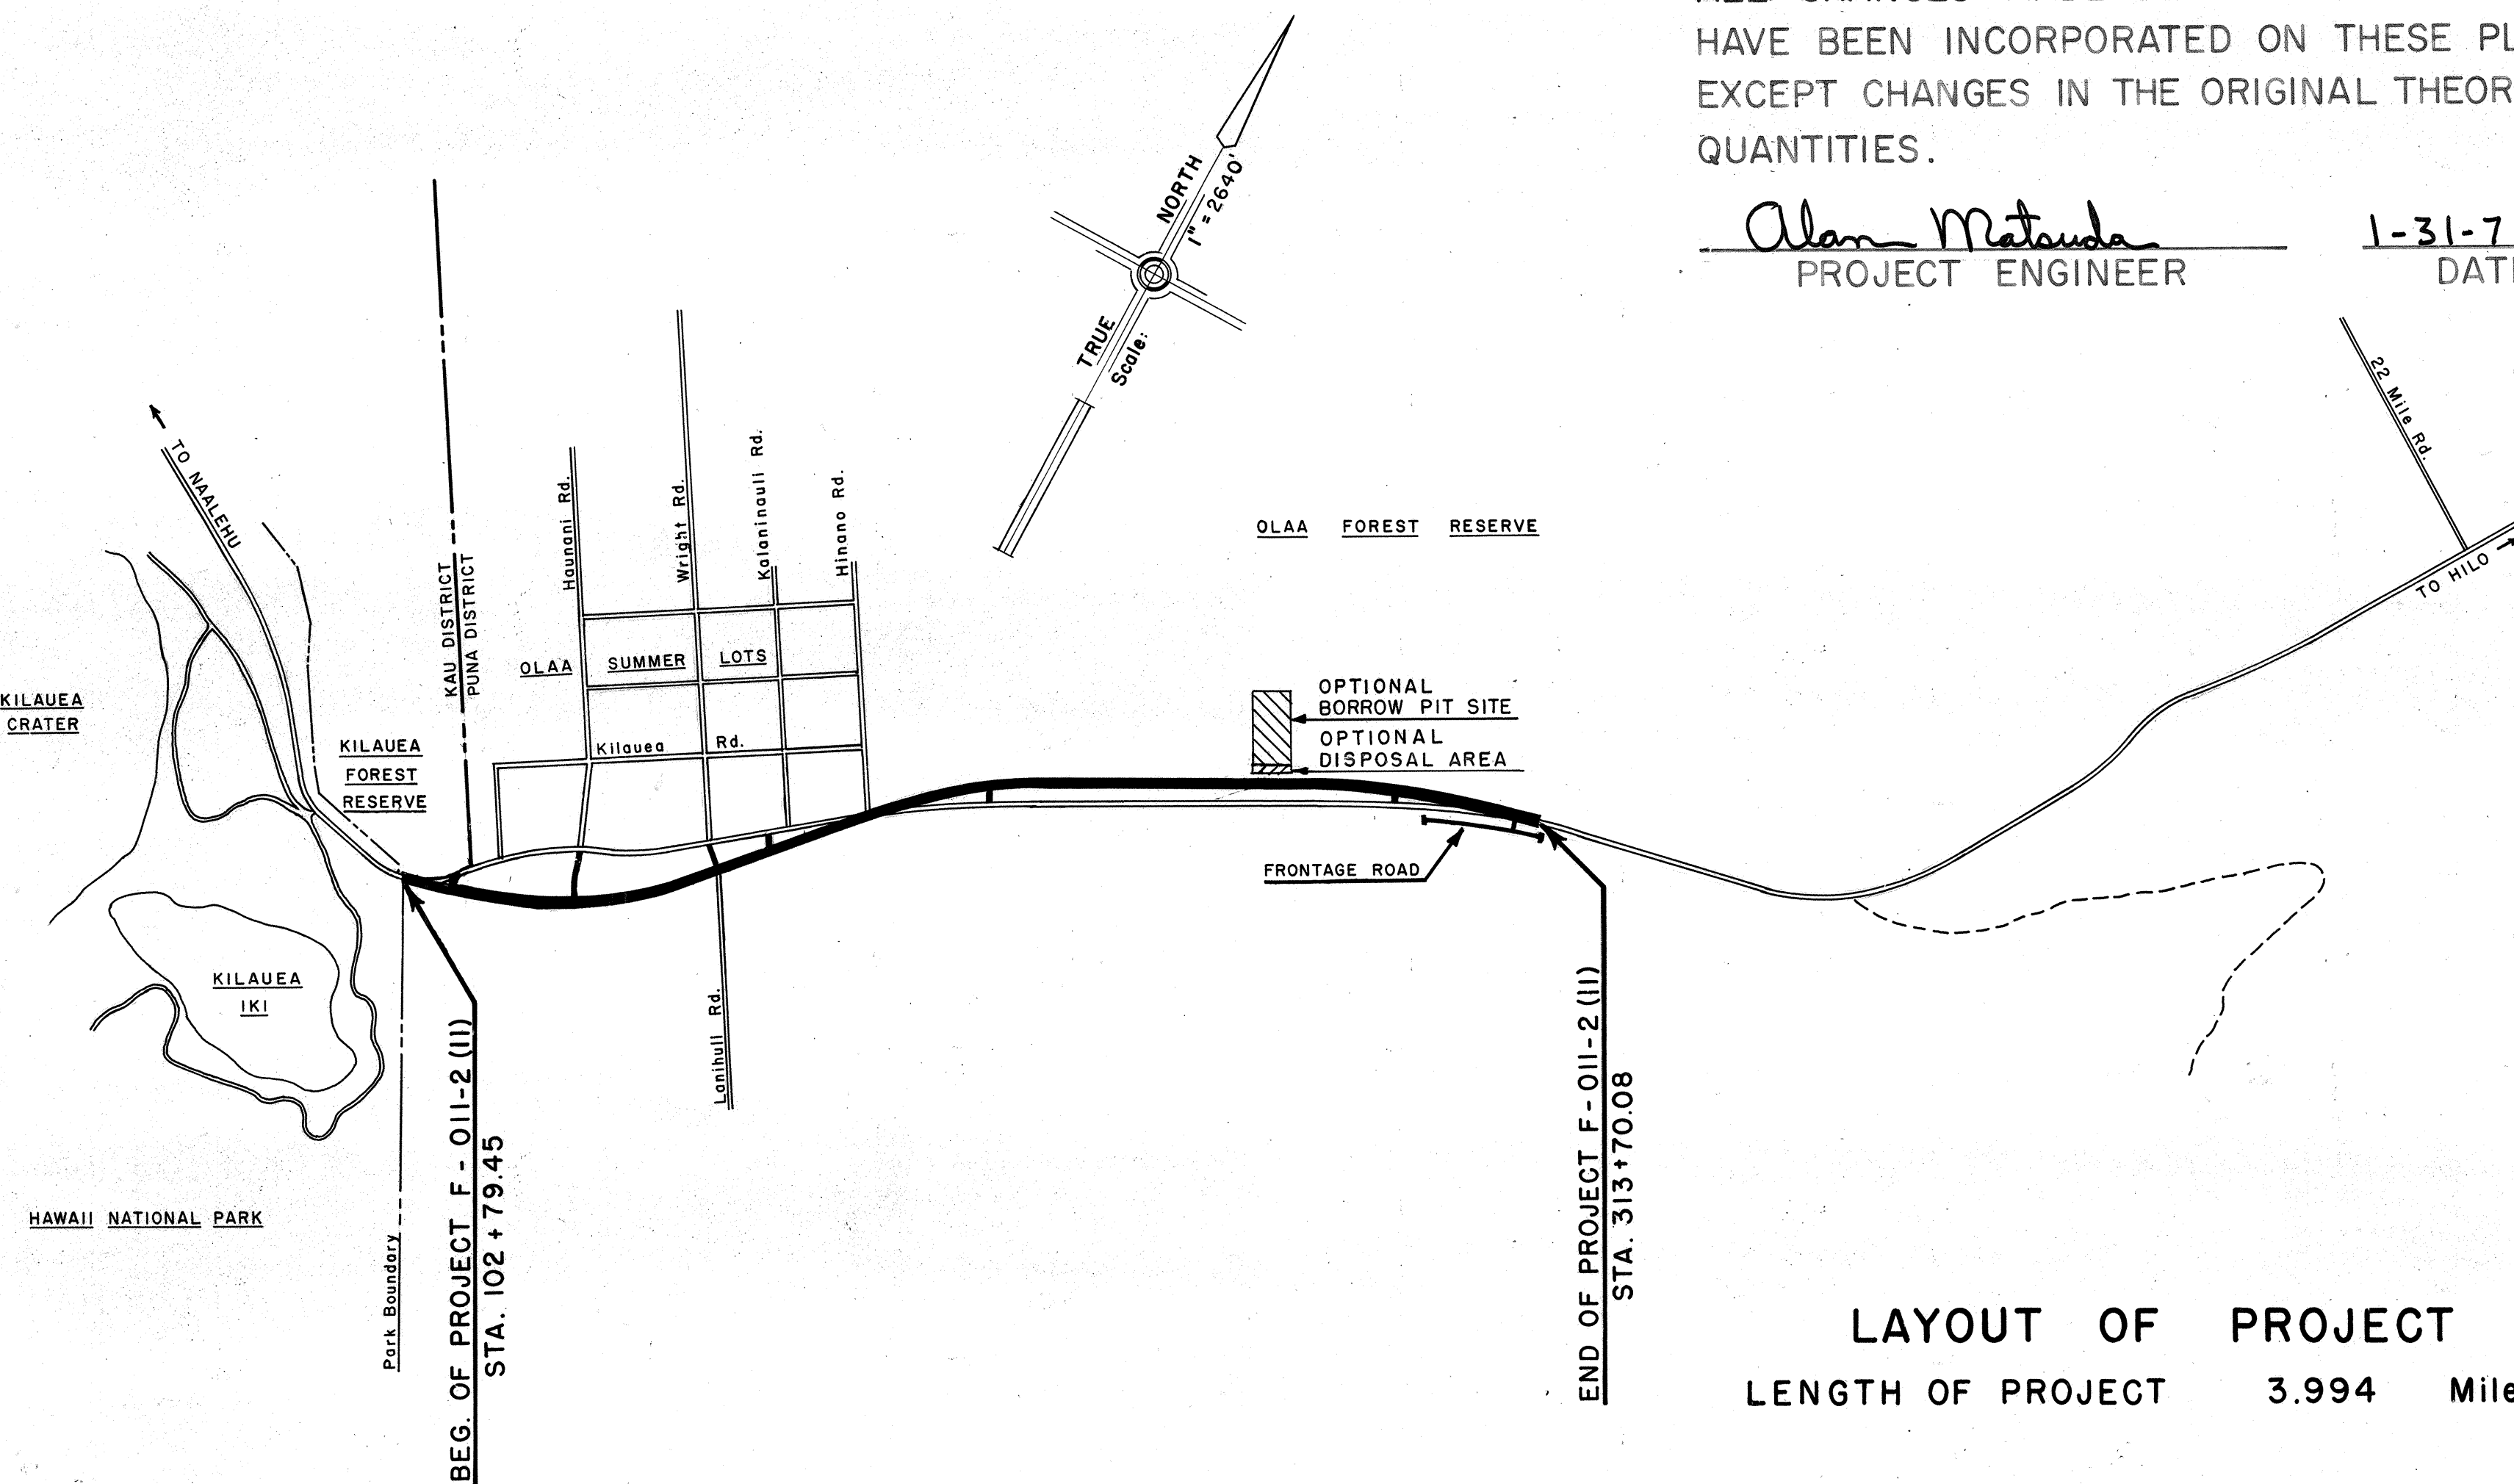 HAVE BEEN INCORPORATED ON THESE
EXCEPT CHANGES IN THE ORIGINAL
QUANTITIES.
Alan Matsuda
1-31-7
PROJECT ENGINEER
TRUE NORTH
Scale: 1" = 2640'
22 Mile Rd.
TO HILO
TO NAALEHU
KAU DISTRICT
PUNA DISTRICT
Haunani Rd.
Wright Rd.
Kalaninauli Rd.
Hinano Rd.
OLAA FOREST RESERVE
OLAA SUMMER LOTS
KILAUEA
CRATER
KILAUEA
FOREST
RESERVE
Kilauea Rd.
OPTIONAL
BORROW PIT SITE
OPTIONAL
DISPOSAL AREA
FRONTAGE ROAD
KILAUEA
IKI
Lanihull Rd.
HAWAII NATIONAL PARK
Park Boundary
BEG. OF PROJECT F-011-2 (11)
STA. 102 + 79.45
END OF PROJECT F-011-2 (11)
STA. 313+70.08
LAYOUT OF PROJECT
LENGTH OF PROJECT 3.994